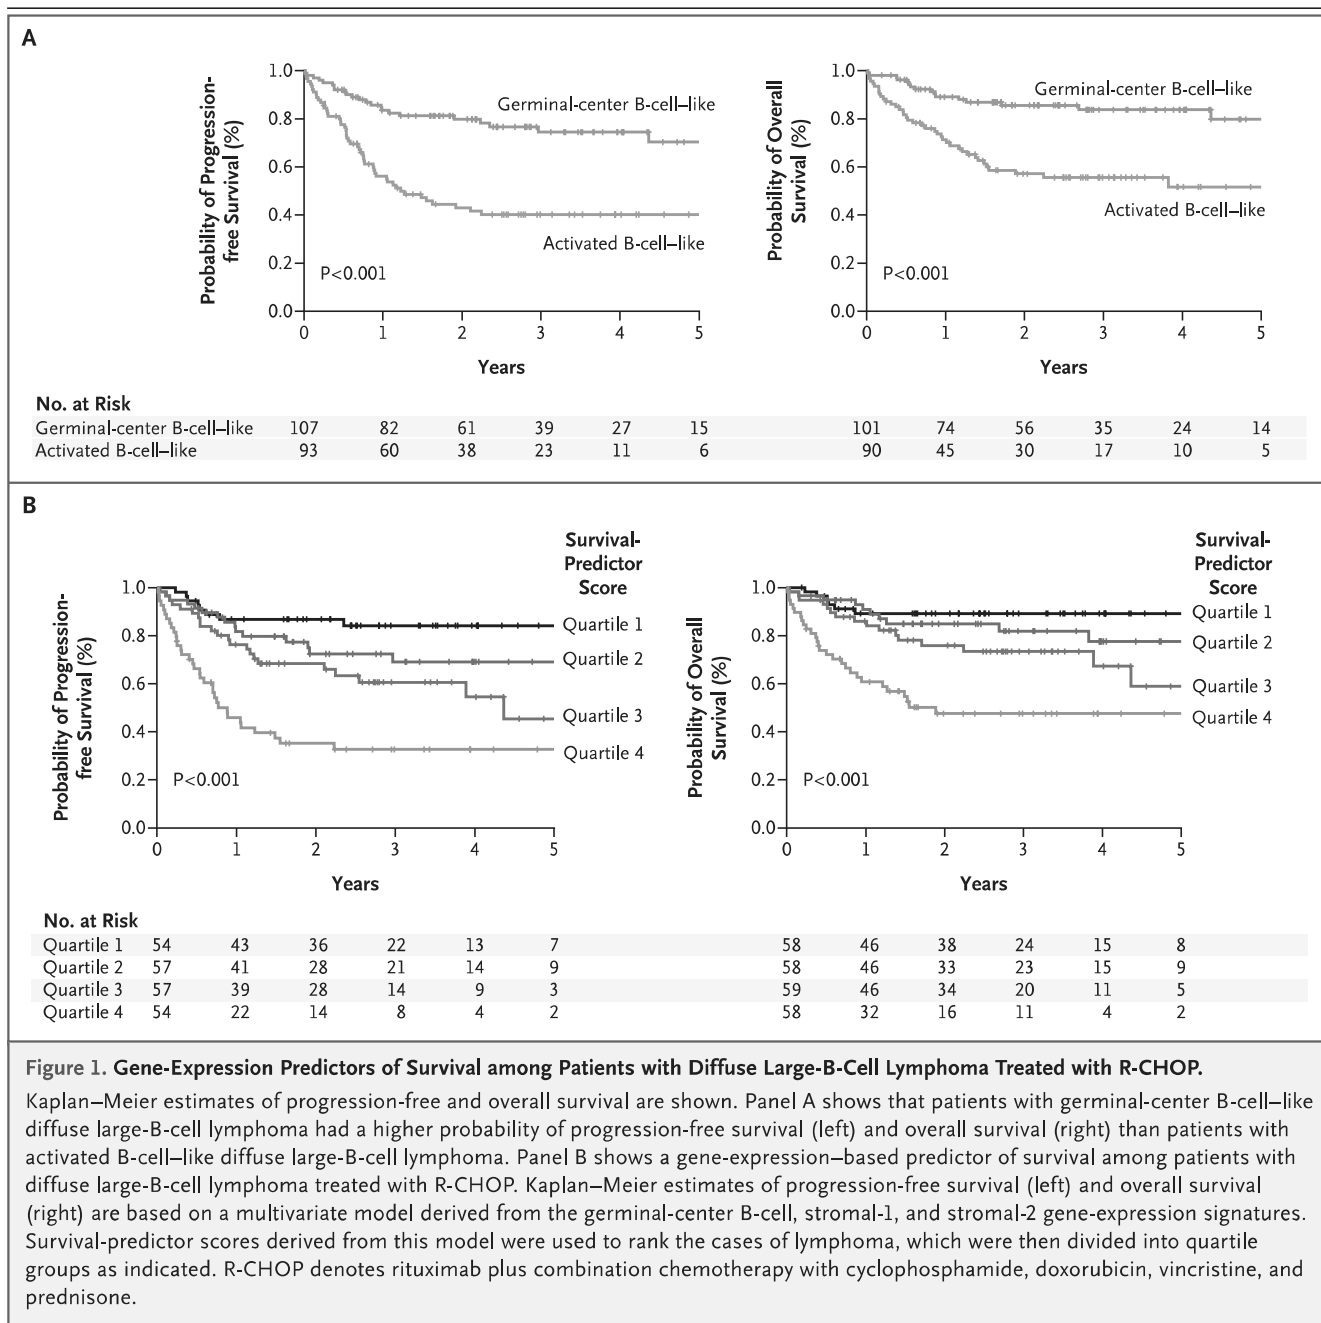 A
Probability of Progression-
free Survival (%)
1.0
0.8
0.6
0.4
0.2
0.0
Germinal-center B-cell–like
Activated B-cell–like
P<0.001
0 1 2 3 4 5
Years
Probability of Overall
Survival (%)
1.0
0.8
0.6
0.4
0.2
0.0
Germinal-center B-cell–like
Activated B-cell–like
P<0.001
0 1 2 3 4 5
Years
No. at Risk
Germinal-center B-cell–like 107 82 61 39 27 15 101 74 56 35 24 14
Activated B-cell–like 93 60 38 23 11 6 90 45 30 17 10 5
B
Probability of Progression-
free Survival (%)
1.0
0.8
0.6
0.4
0.2
0.0
Survival-
Predictor
Score
Quartile 1
Quartile 2
Quartile 3
Quartile 4
P<0.001
0 1 2 3 4 5
Years
Probability of Overall
Survival (%)
1.0
0.8
0.6
0.4
0.2
0.0
Survival-
Predictor
Score
Quartile 1
Quartile 2
Quartile 3
Quartile 4
P<0.001
0 1 2 3 4 5
Years
No. at Risk
Quartile 1 54 43 36 22 13 7 58 46 38 24 15 8
Quartile 2 57 41 28 21 14 9 58 46 33 23 15 9
Quartile 3 57 39 28 14 9 3 59 46 34 20 11 5
Quartile 4 54 22 14 8 4 2 58 32 16 11 4 2
Figure 1. Gene-Expression Predictors of Survival among Patients with Diffuse Large-B-Cell Lymphoma Treated with R-CHOP.
Kaplan–Meier estimates of progression-free and overall survival are shown. Panel A shows that patients with germinal-center B-cell–like
diffuse large-B-cell lymphoma had a higher probability of progression-free survival (left) and overall survival (right) than patients with
activated B-cell–like diffuse large-B-cell lymphoma. Panel B shows a gene-expression–based predictor of survival among patients with
diffuse large-B-cell lymphoma treated with R-CHOP. Kaplan–Meier estimates of progression-free survival (left) and overall survival
(right) are based on a multivariate model derived from the germinal-center B-cell, stromal-1, and stromal-2 gene-expression signatures.
Survival-predictor scores derived from this model were used to rank the cases of lymphoma, which were then divided into quartile
groups as indicated. R-CHOP denotes rituximab plus combination chemotherapy with cyclophosphamide, doxorubicin, vincristine, and
prednisone.